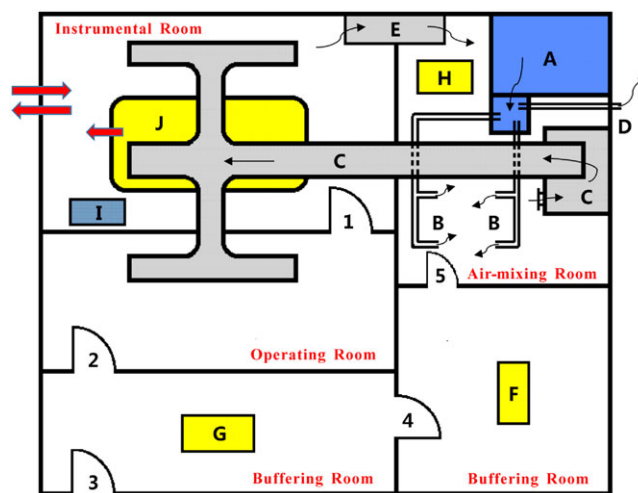 Instrumental Room
E
A
H
J
D
C
C
I
B
B
1
5
Air-mixing Room
2
Operating Room
F
4
G
3
Buffering Room
Buffering Room